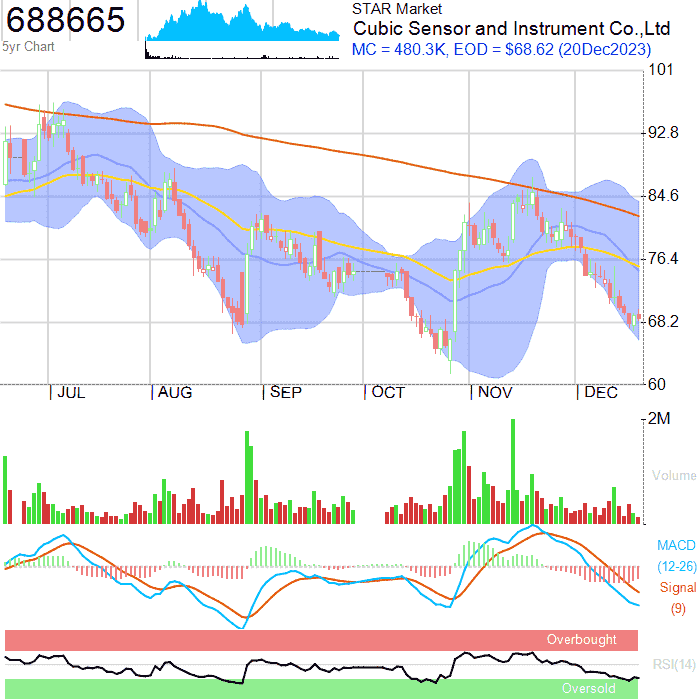 688665
5yr Chart
STAR Market
Cubic Sensor and Instrument Co.,Ltd
MC = 480.3K, EOD = $68.62 (20Dec2023)
101
92.8
84.6
76.4
68.2
60
JUL
AUG
SEP
OCT
NOV
DEC
2M
Volume
MACD
(12-26)
Signal
(9)
Overbought
RSI(14)
Oversold